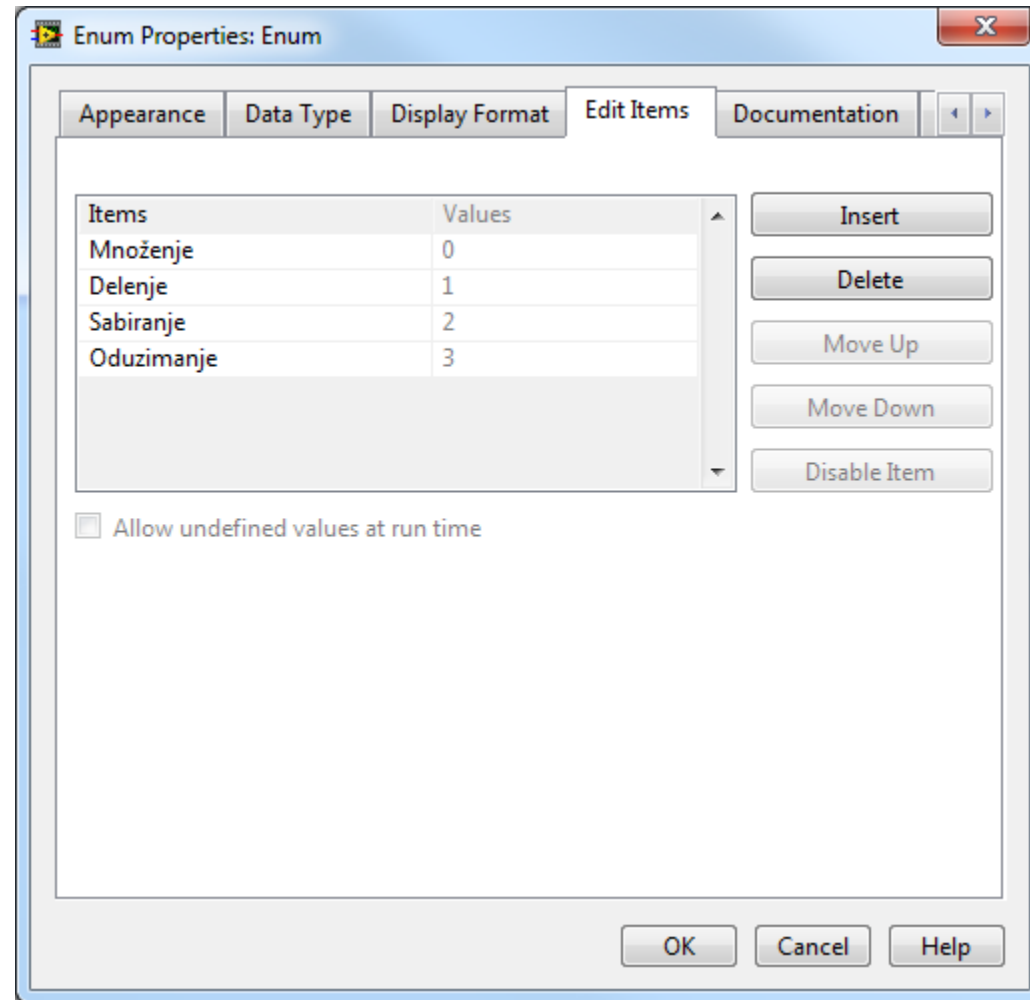 Enum Properties: Enum
Appearance Data Type Display Format Edit Items Documentation
Items Values Insert
Množenje 0
Delenje 1 Delete
Sabiranje 2
Oduzimanje 3 Move Up
Move Down
Disable Item
Allow undefined values at run time
OK Cancel Help